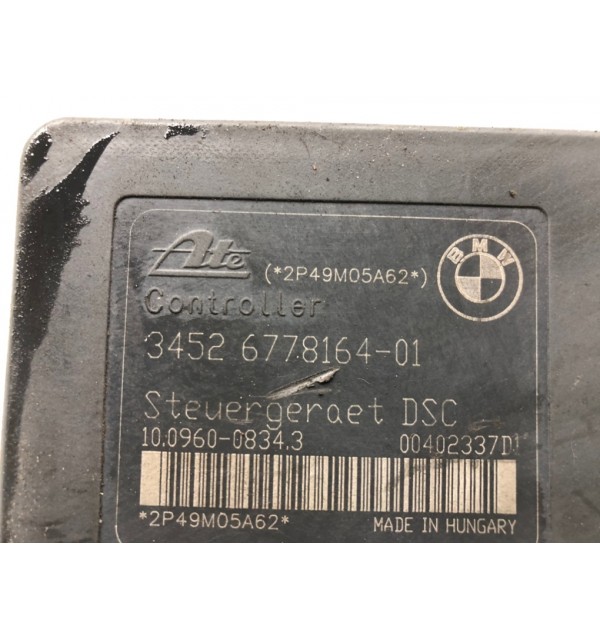 Ate (*2P49M05A62*) BMW
Controller
3452 6778164-01
Steuergeraet DSC
10.0960-0834.3 00402337D1
*2P49M05A62* MADE IN HUNGARY